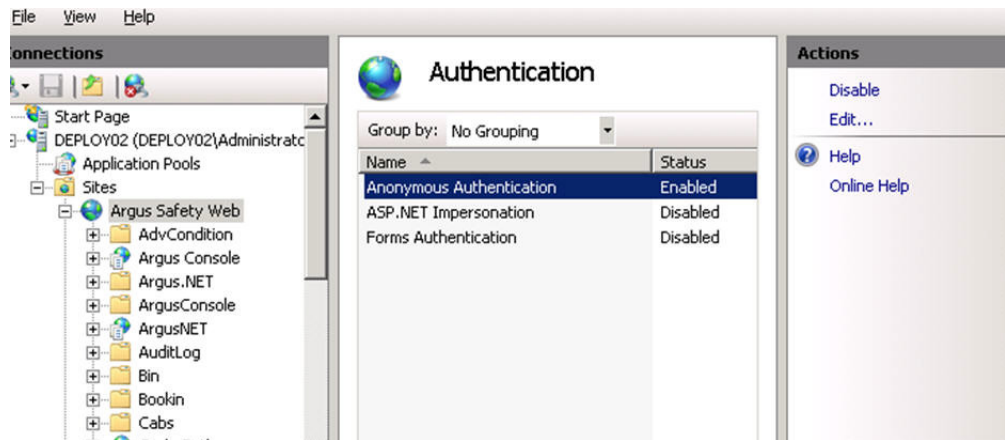 File View Help
onnections
Start Page
DEPLOY02 (DEPLOY02\Administrato
Application Pools
Sites
Argus Safety Web
AdvCondition
Argus Console
Argus.NET
ArgusConsole
ArgusNET
AuditLog
Bin
Bookin
Cabs
Authentication
Group by: No Grouping
Name Status
Anonymous Authentication Enabled
ASP.NET Impersonation Disabled
Forms Authentication Disabled
Actions
Disable
Edit...
Help
Online Help